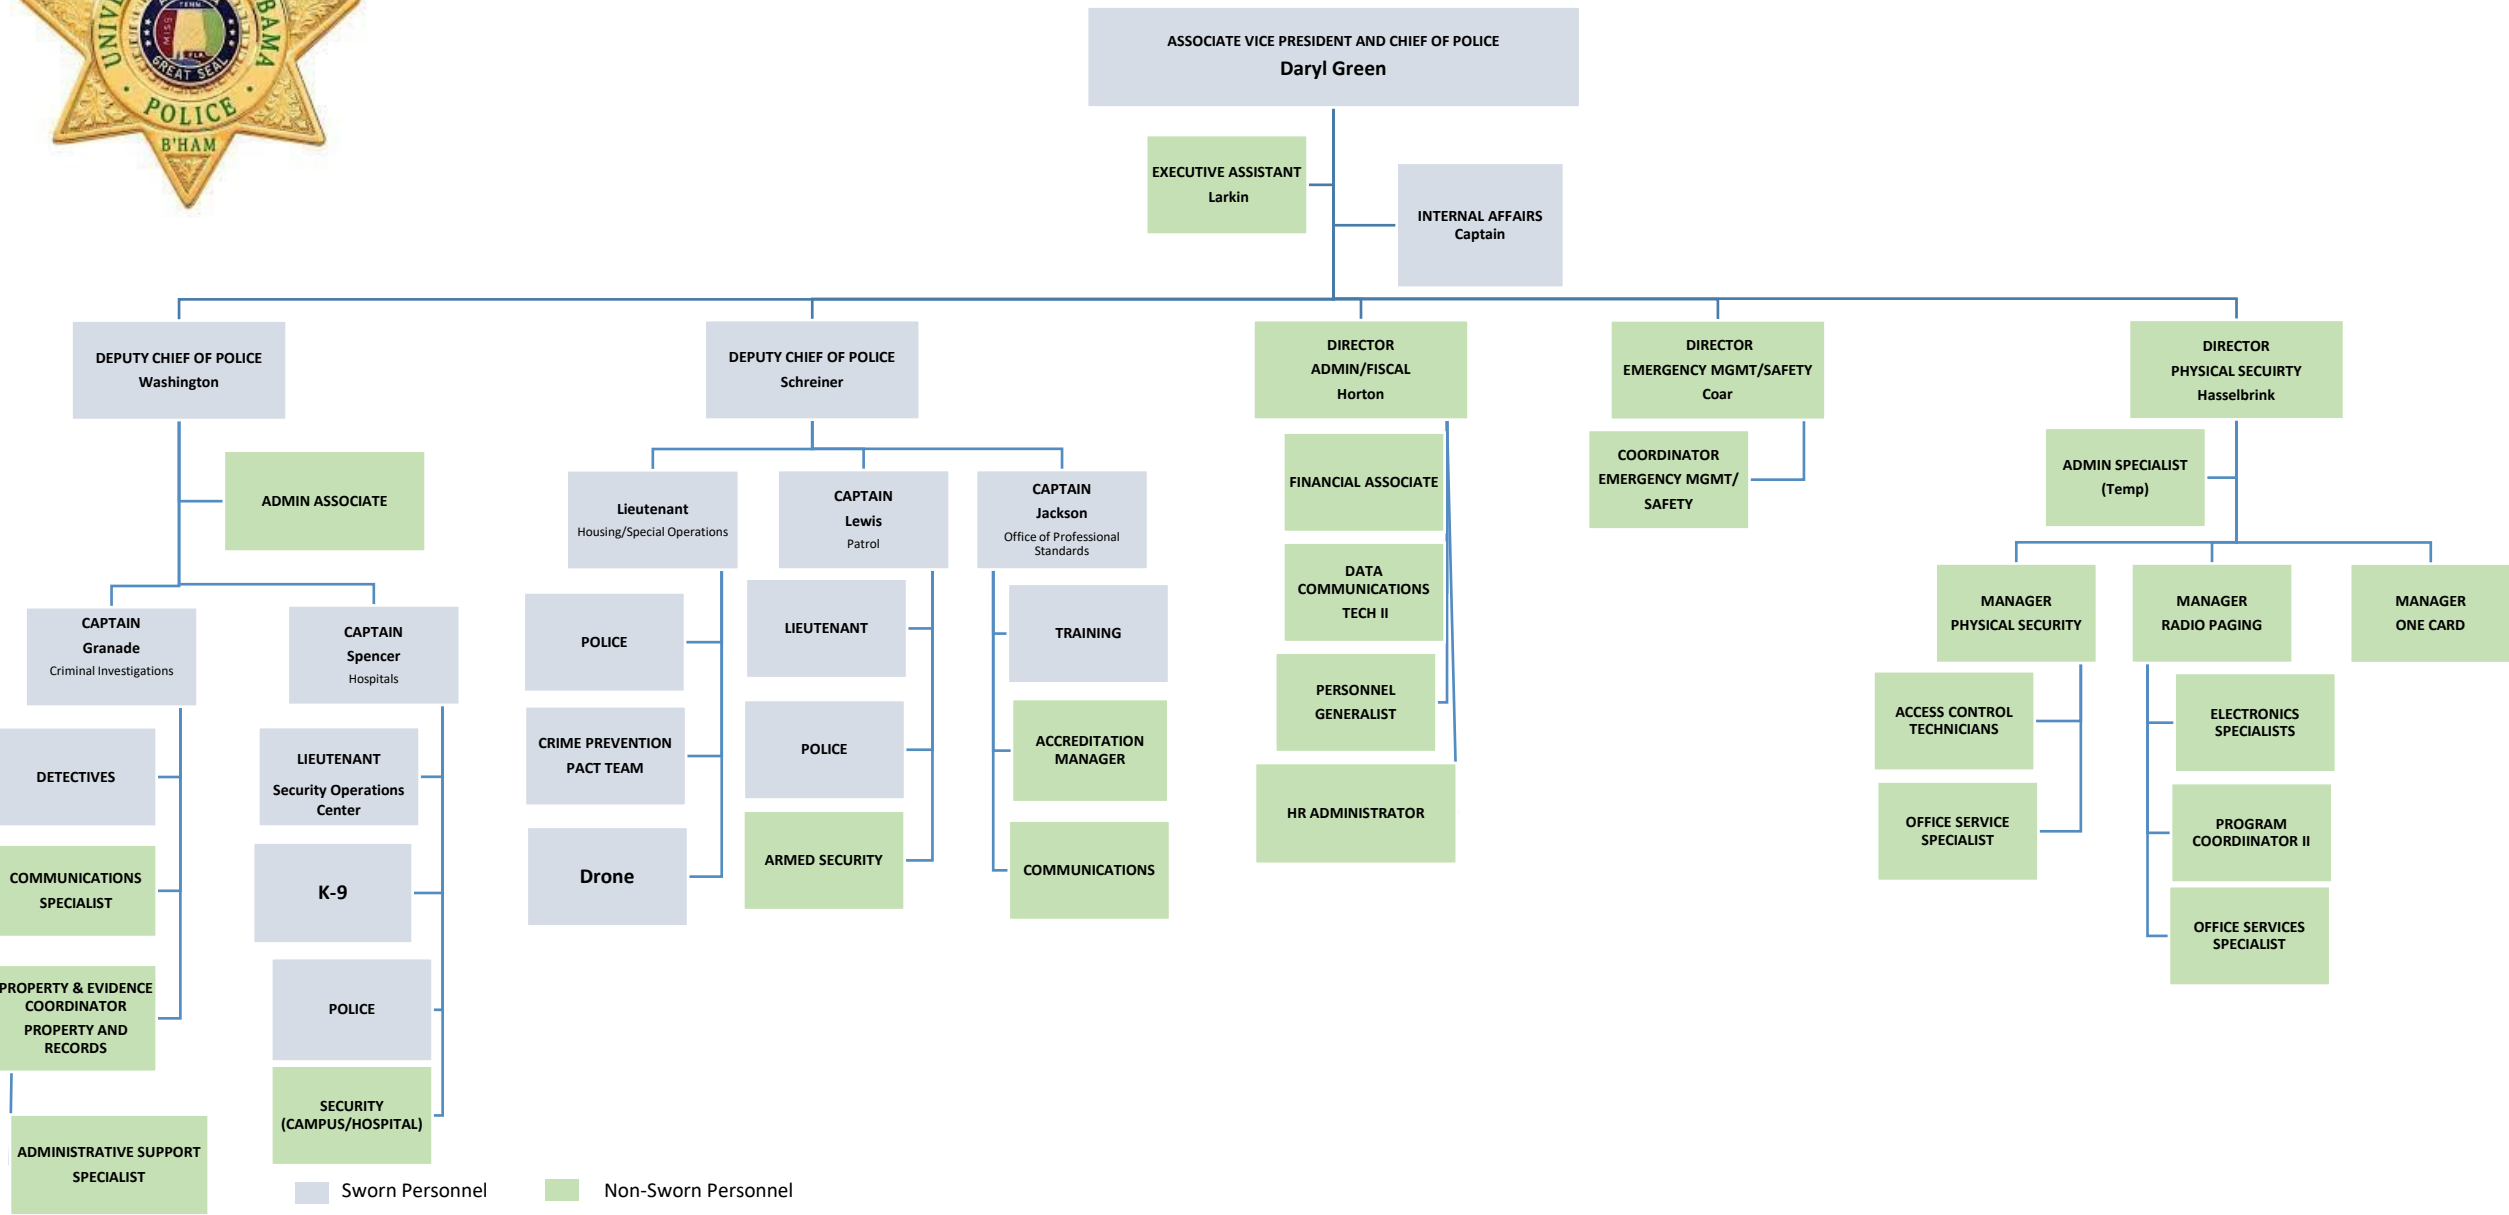 UNIVE
BAMA
TENN
MISS
FLA
GREAT SEAL
POLICE
B'HAM
ASSOCIATE VICE PRESIDENT AND CHIEF OF POLICE
Daryl Green
EXECUTIVE ASSISTANT
Larkin
INTERNAL AFFAIRS
Captain
DEPUTY CHIEF OF POLICE
Washington
DEPUTY CHIEF OF POLICE
Schreiner
DIRECTOR
ADMIN/FISCAL
Horton
DIRECTOR
EMERGENCY MGMT/SAFETY
Coar
DIRECTOR
PHYSICAL SECUIRTY
Hasselbrink
ADMIN ASSOCIATE
CAPTAIN
Granade
Criminal Investigations
CAPTAIN
Spencer
Hospitals
DETECTIVES
COMMUNICATIONS
SPECIALIST
PROPERTY & EVIDENCE
COORDINATOR
PROPERTY AND
RECORDS
ADMINISTRATIVE SUPPORT
SPECIALIST
LIEUTENANT
Security Operations
Center
K-9
POLICE
SECURITY
(CAMPUS/HOSPITAL)
Lieutenant
Housing/Special Operations
CAPTAIN
Lewis
Patrol
CAPTAIN
Jackson
Office of Professional
Standards
POLICE
CRIME PREVENTION
PACT TEAM
Drone
LIEUTENANT
POLICE
ARMED SECURITY
TRAINING
ACCREDITATION
MANAGER
COMMUNICATIONS
FINANCIAL ASSOCIATE
DATA
COMMUNICATIONS
TECH II
PERSONNEL
GENERALIST
HR ADMINISTRATOR
COORDINATOR
EMERGENCY MGMT/
SAFETY
ADMIN SPECIALIST
(Temp)
MANAGER
PHYSICAL SECURITY
MANAGER
RADIO PAGING
MANAGER
ONE CARD
ACCESS CONTROL
TECHNICIANS
OFFICE SERVICE
SPECIALIST
ELECTRONICS
SPECIALISTS
PROGRAM
COORDIINATOR II
OFFICE SERVICES
SPECIALIST
Sworn Personnel
Non-Sworn Personnel